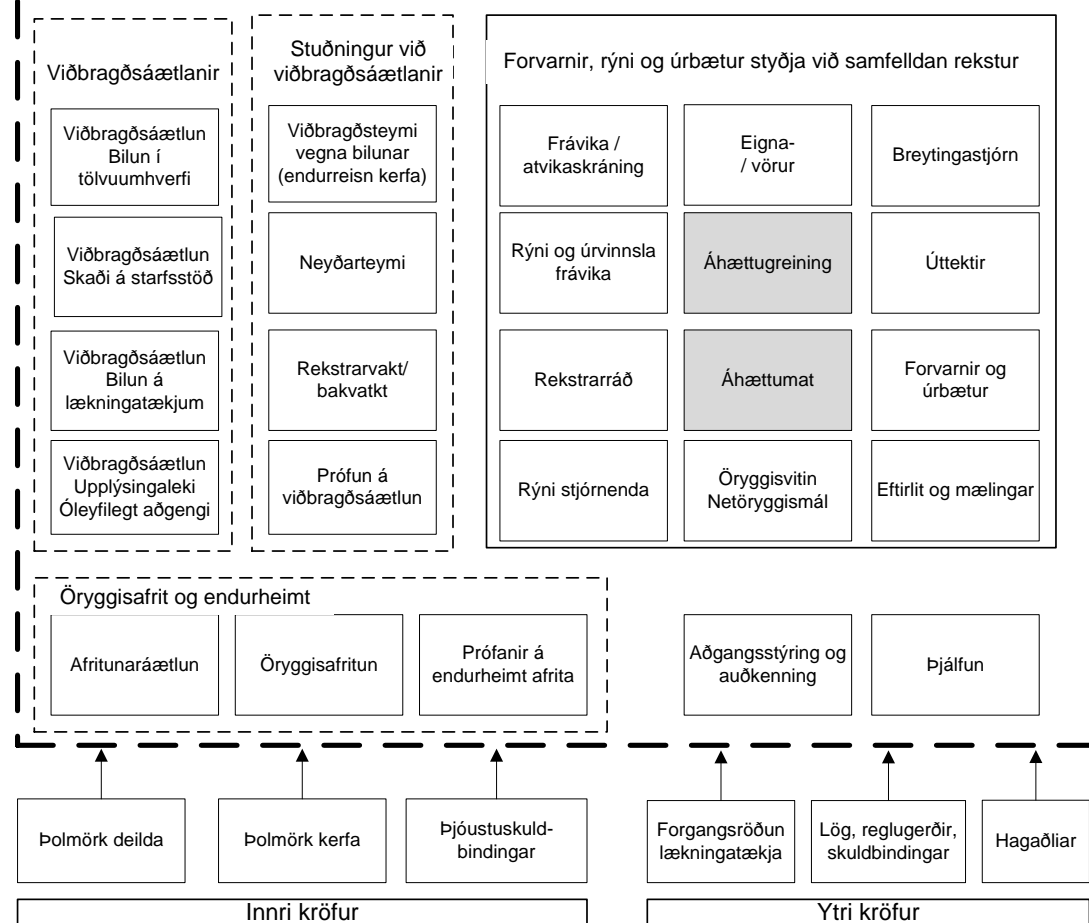 Viðbragðsáætlanir
Viðbragðsáætlun
Bilun í
tölvuumhverfi
Viðbragðsáætlun
Skaði á starfsstöð
Viðbragðsáætlun
Bilun á
lækningatækjum
Viðbragðsáætlun
Upplýsingaleki
Óleyfilegt aðgengi
Stuðningur við
viðbragðsáætlanir
Viðbragðsteymi
vegna bilunar
(endurreisn kerfa)
Neyðarteymi
Rekstrarvakt/
bakvatkt
Prófun á
viðbragðsáætlun
Forvarnir, rýni og úrbætur styðja við samfelldan rekstur
Frávika /
atvikaskráning
Eigna-
/ vörur
Breytingastjórn
Rýni og úrvinnsla
frávika
Áhættugreining
Úttektir
Rekstrarráð
Áhættumat
Forvarnir og
úrbætur
Rýni stjórnenda
Öryggisvitin
Netöryggismál
Eftirlit og mælingar
Öryggisafrit og endurheimt
Afritunaráætlun
Öryggisafritun
Prófanir á
endurheimt afrita
Aðgangsstýring og
auðkenning
Þjálfun
Þolmörk deilda
Þolmörk kerfa
Þjóustuskuld-
bindingar
Forgangsröðun
lækningatækja
Lög, reglugerðir,
skuldbindingar
Hagaðliar
Innri kröfur
Ytri kröfur